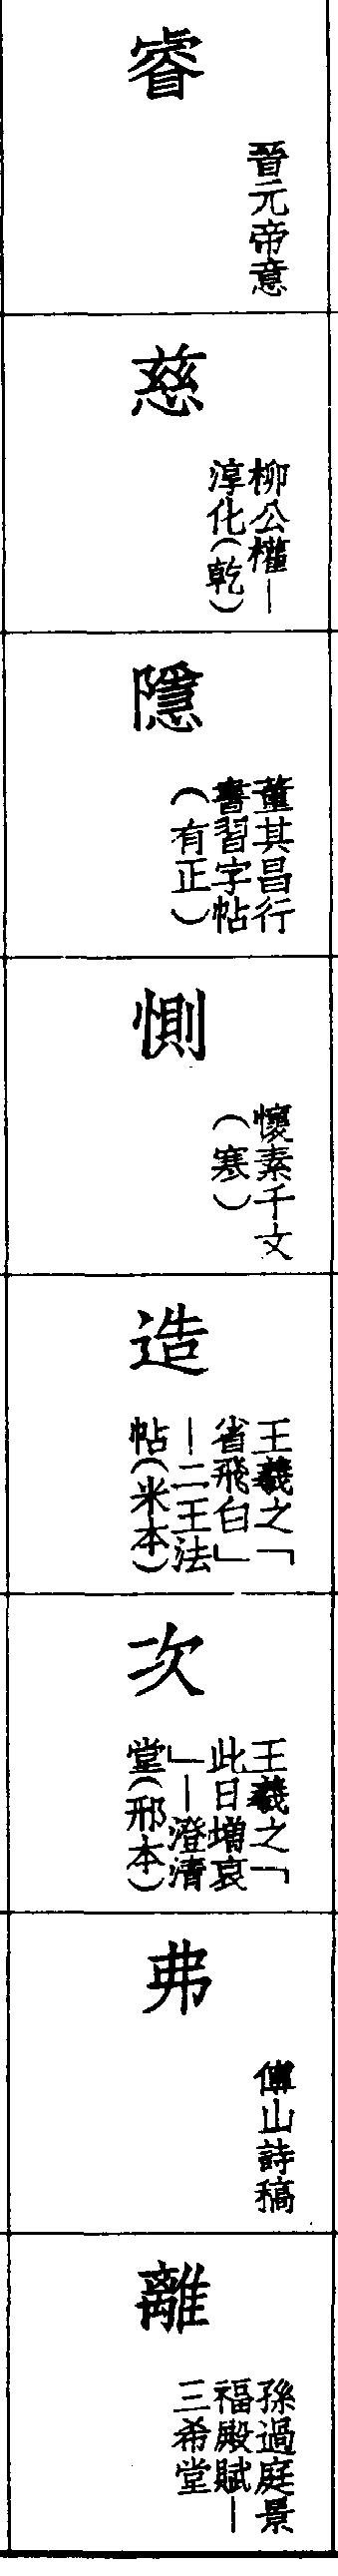 睿
晋元帝意
慈
柳公權—
淳化(乾)
隱
董其昌行
書習字帖
(有正)
惻
懷素千文
(寒)
造
王羲之「
省飛白」
—二王法
帖(米本)
次
王羲之「
此日増哀
」—澄清
堂(邢本)
弗
傅山詩稿
離
孫過庭景
福殿賦—
三希堂